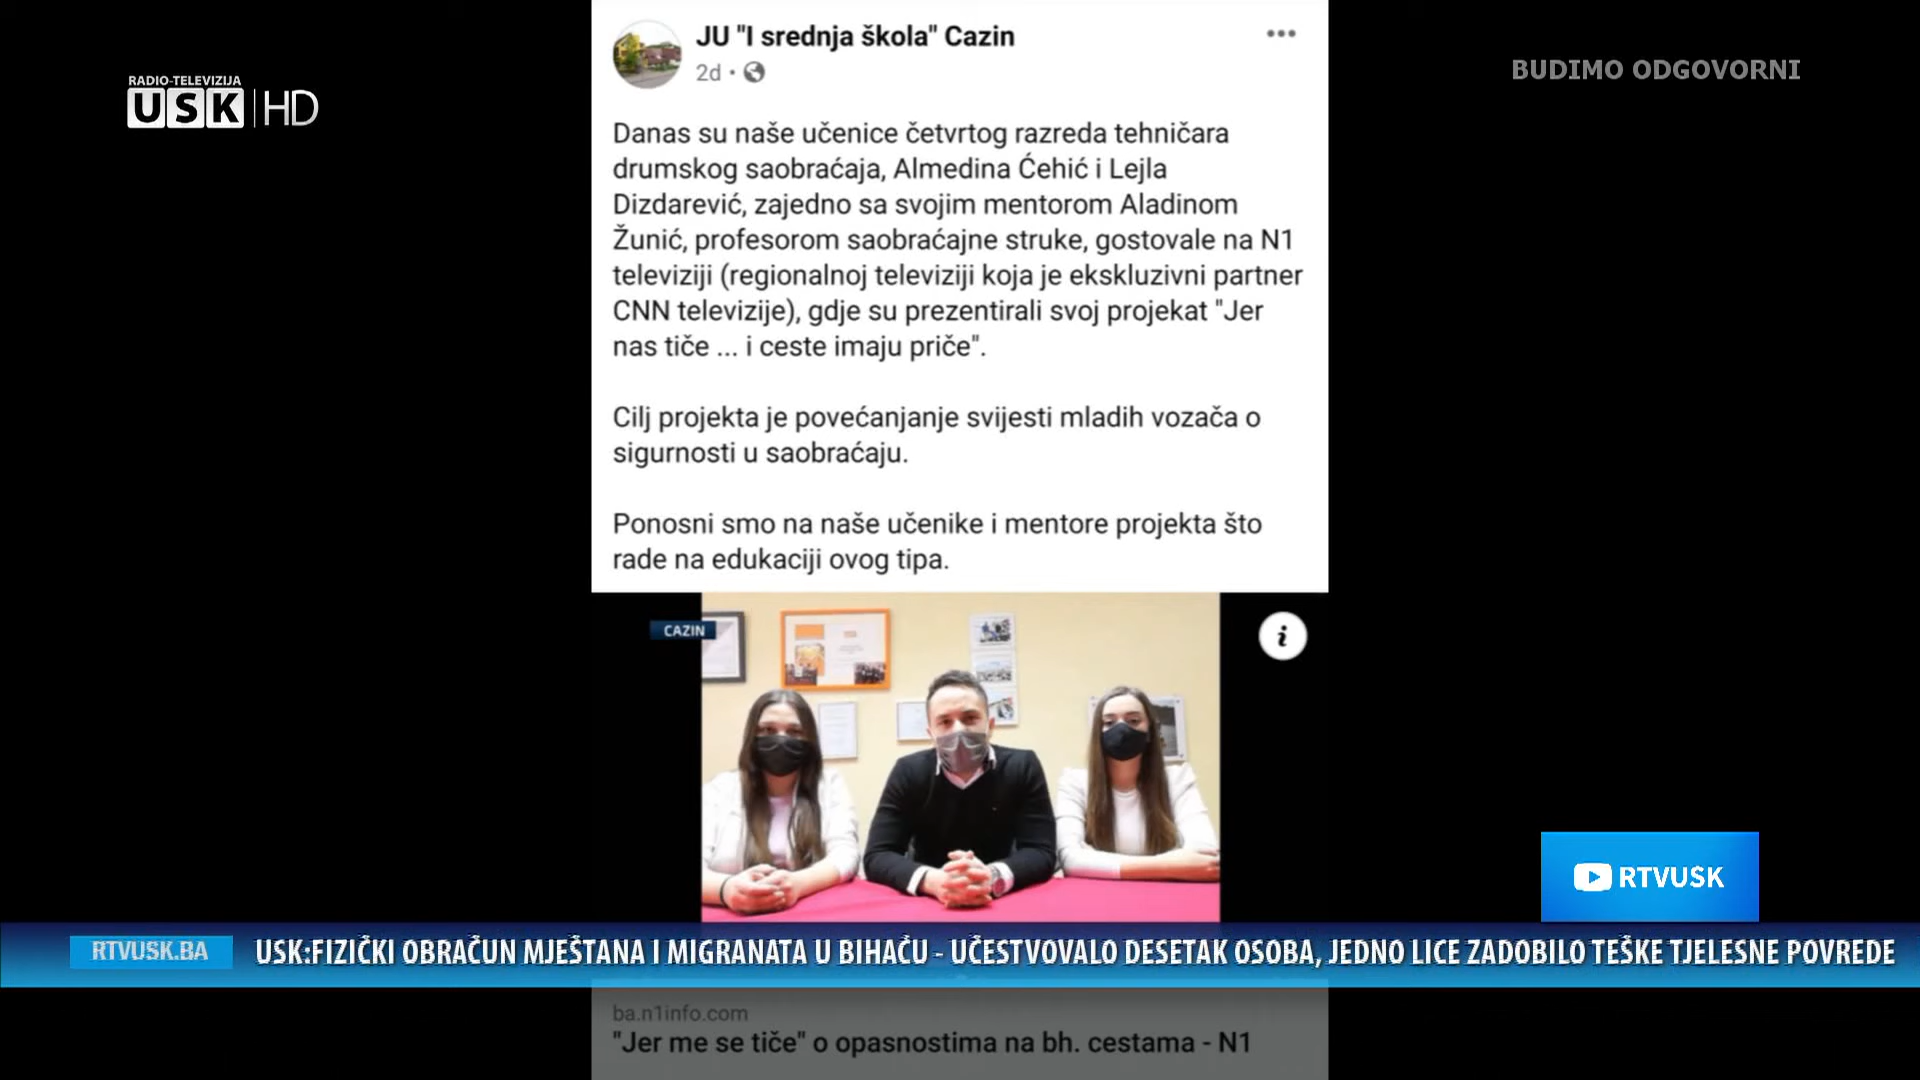 RADIO-TELEVIZIJA
USK HD
BUDIMO ODGOVORNI
JU "I srednja škola" Cazin
2d
Danas su naše učenice četvrtog razreda tehničara
drumskog saobraćaja, Almedina Ćehić i Lejla
Dizdarević, zajedno sa svojim mentorom Aladinom
Žunić, profesorom saobraćajne struke, gostovale na N1
televiziji (regionalnoj televiziji koja je ekskluzivni partner
CNN televizije), gdje su prezentirali svoj projekat "Jer
nas tiče ... i ceste imaju priče".
Cilj projekta je povećanjanje svijesti mladih vozača o
sigurnosti u saobraćaju.
Ponosni smo na naše učenike i mentore projekta što
rade na edukaciji ovog tipa.
CAZIN
i
RTVUSK
RTVUSK.BA
USK:FIZIČKI OBRAČUN MJEŠTANA I MIGRANATA U BIHAĆU - UČESTVOVALO DESETAK OSOBA, JEDNO LICE ZADOBILO TEŠKE TJELESNE POVREDE
ba.n1info.com
"Jer me se tiče" o opasnostima na bh. cestama - N1